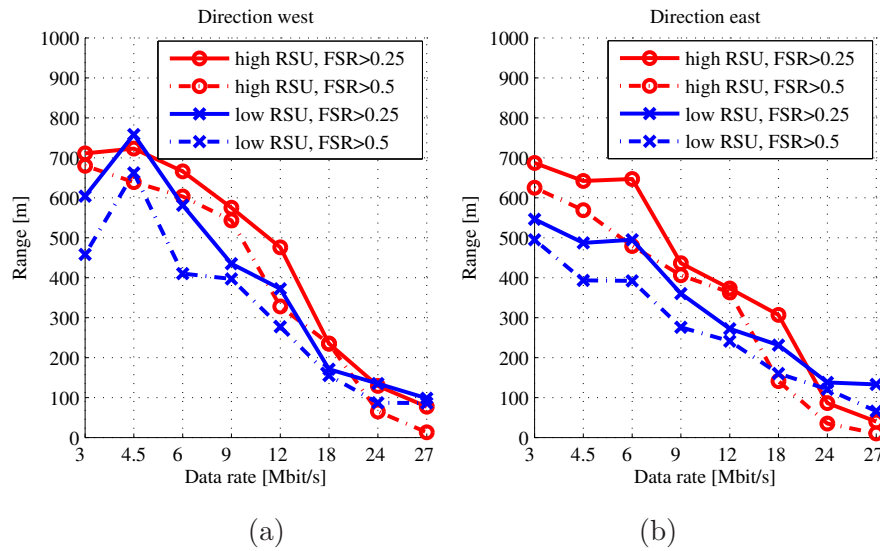 Direction west
1000
900
800
700
600
500
400
300
200
100
0
Range [m]
3 4.5 6 9 12 18 24 27
Data rate [Mbit/s]
high RSU, FSR>0.25
high RSU, FSR>0.5
low RSU, FSR>0.25
low RSU, FSR>0.5
(a)
Direction east
1000
900
800
700
600
500
400
300
200
100
0
Range [m]
3 4.5 6 9 12 18 24 27
Data rate [Mbit/s]
high RSU, FSR>0.25
high RSU, FSR>0.5
low RSU, FSR>0.25
low RSU, FSR>0.5
(b)